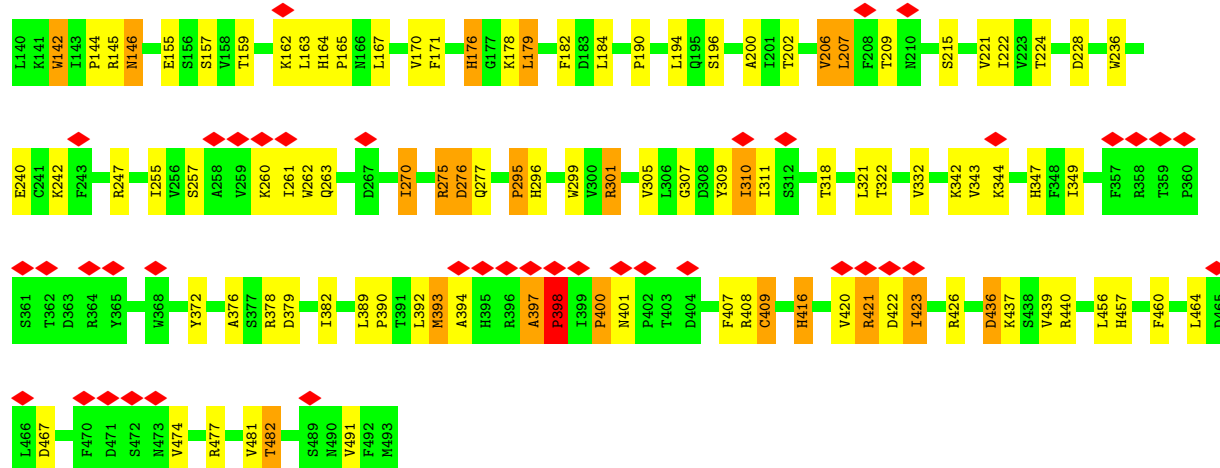 L140 K141 W142 I143 P144 R145 N146 E155 S156 S157 V158 T159 K162 L163 H164 P165 N166 L167 V170 F171 H176 G177 K178 L179 F182 D183 L184 P190 L194 Q195 S196 A200 I201 T202 V206 L207 F208 T209 N210 S215 V221 I222 V223 T224 D228 W236
E240 C241 K242 F243 R247 I255 V256 S257 A258 V259 K260 I261 W262 Q263 D267 I270 R275 D276 Q277 P295 H296 W299 V300 R301 V305 L306 G307 D308 Y309 I310 I311 S312 T318 L321 T322 V332 K342 V343 K344 H347 F348 I349 F357 R358 T359 P360
S361 T362 D363 R364 Y365 W368 Y372 A376 S377 R378 D379 I382 L389 P390 T391 L392 M393 A394 H395 R396 A397 P398 I399 P400 N401 P402 T403 D404 F407 R408 C409 H416 V420 R421 D422 I423 R426 D436 K437 S438 V439 R440 L456 H457 F460 L464 D465
L466 D467 F470 D471 S472 N473 V474 R477 V481 T482 S489 N490 V491 F492 M493